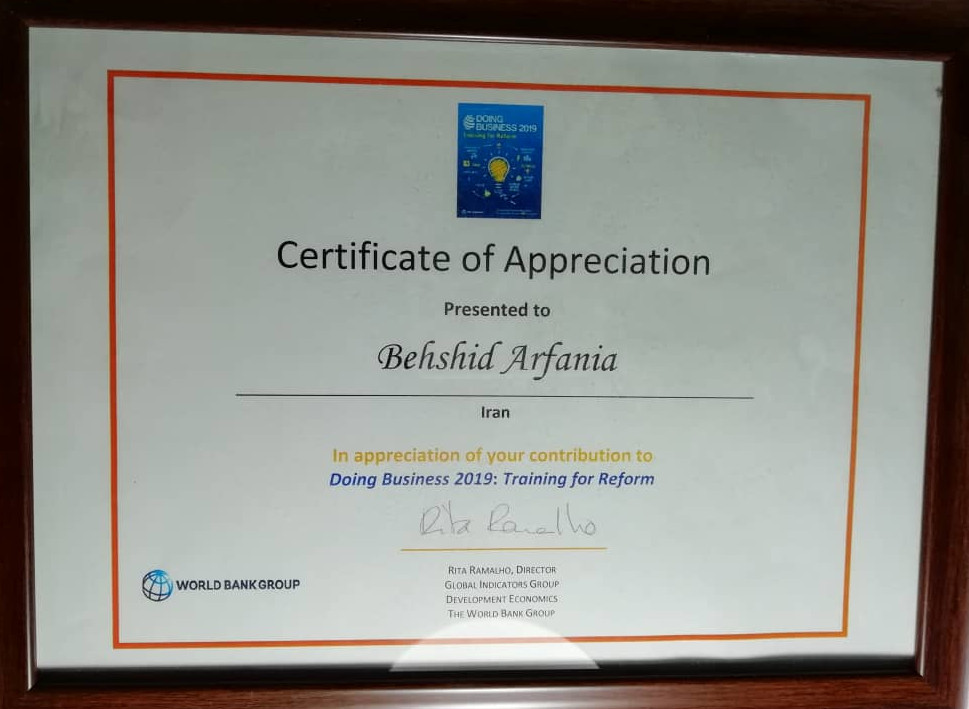 DOING
BUSINESS 2019
Training for Reform
Certificate of Appreciation
Presented to
Behshid Arfania
Iran
In appreciation of your contribution to
Doing Business 2019: Training for Reform
Rita Ramalho
RITA RAMALHO, DIRECTOR
GLOBAL INDICATORS GROUP
DEVELOPMENT ECONOMICS
THE WORLD BANK GROUP
WORLD BANK GROUP